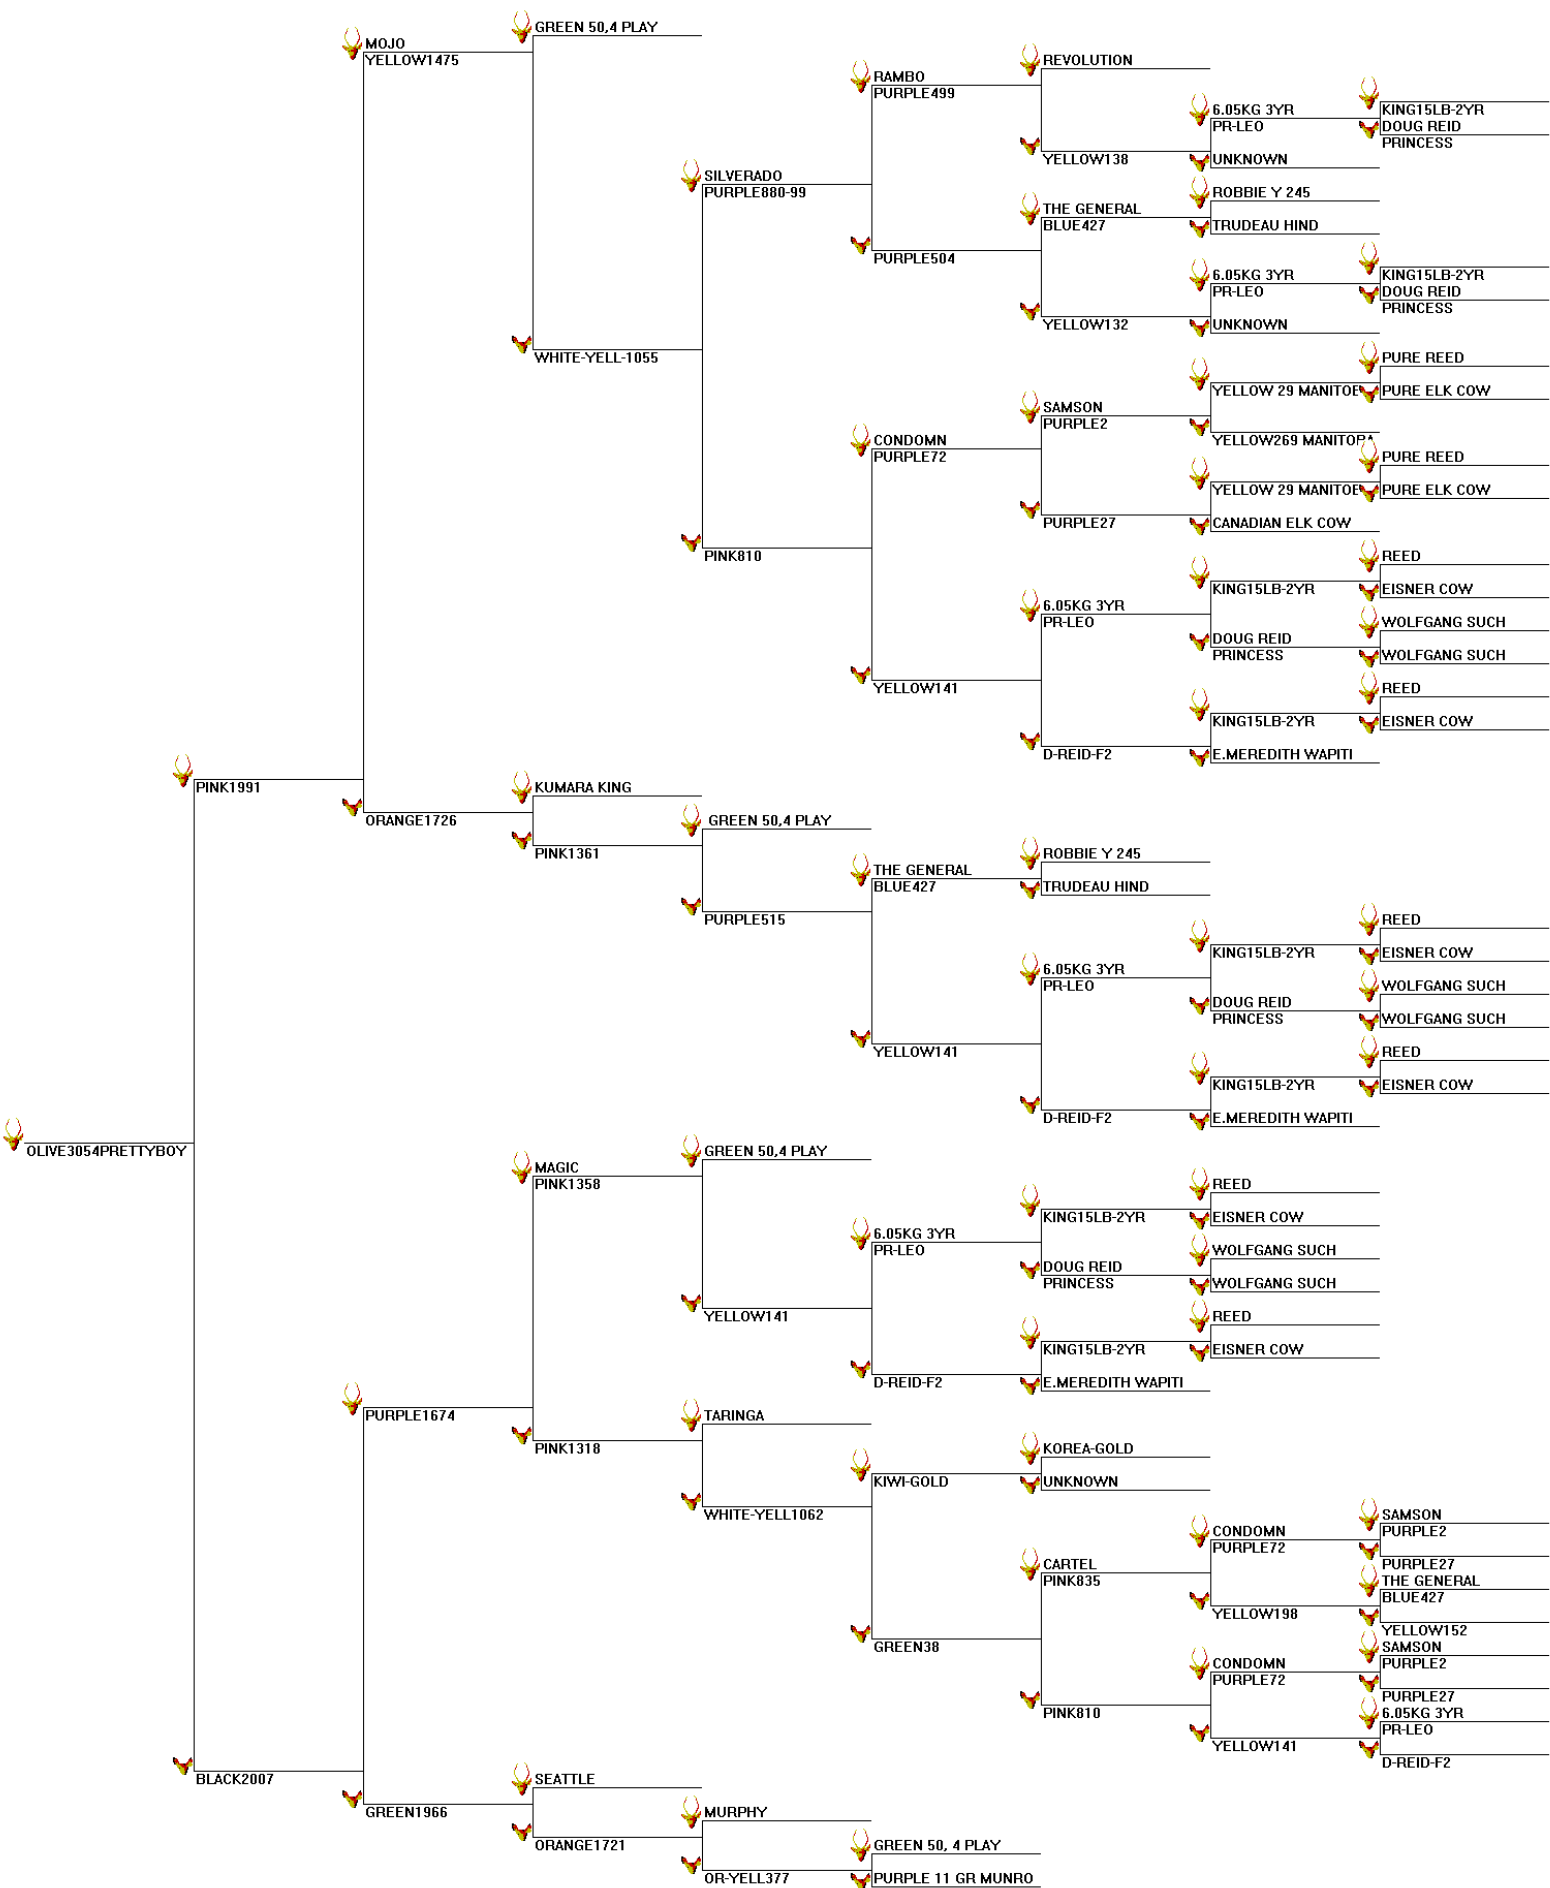 GREEN 50,4 PLAY
MOJO
YELLOW1475
REVOLUTION
RAMBO
PURPLE499
6.05KG 3YR
PR-LEO
KING15LB-2YR
DOUG REID
PRINCESS
YELLOW138
UNKNOWN
SILVERADO
PURPLE880-99
ROBBIE Y 245
THE GENERAL
BLUE427
TRUDEAU HIND
PURPLE504
6.05KG 3YR
PR-LEO
KING15LB-2YR
DOUG REID
PRINCESS
YELLOW132
UNKNOWN
WHITE-YELL-1055
PURE REED
YELLOW 29 MANITOB
PURE ELK COW
SAMSON
PURPLE2
CONDOMN
PURPLE72
YELLOW269 MANITOBA
PURE REED
YELLOW 29 MANITOB
PURE ELK COW
PURPLE27
CANADIAN ELK COW
PINK810
REED
KING15LB-2YR
EISNER COW
6.05KG 3YR
PR-LEO
WOLFGANG SUCH
DOUG REID
PRINCESS
WOLFGANG SUCH
YELLOW141
REED
KING15LB-2YR
EISNER COW
D-REID-F2
E.MEREDITH WAPITI
PINK1991
KUMARA KING
ORANGE1726
GREEN 50,4 PLAY
PINK1361
ROBBIE Y 245
THE GENERAL
BLUE427
TRUDEAU HIND
PURPLE515
REED
KING15LB-2YR
EISNER COW
6.05KG 3YR
PR-LEO
WOLFGANG SUCH
DOUG REID
PRINCESS
WOLFGANG SUCH
YELLOW141
REED
KING15LB-2YR
EISNER COW
D-REID-F2
E.MEREDITH WAPITI
OLIVE3054PRETTYBOY
GREEN 50,4 PLAY
MAGIC
PINK1358
REED
KING15LB-2YR
EISNER COW
6.05KG 3YR
PR-LEO
WOLFGANG SUCH
DOUG REID
PRINCESS
WOLFGANG SUCH
YELLOW141
REED
KING15LB-2YR
EISNER COW
D-REID-F2
E.MEREDITH WAPITI
PURPLE1674
TARINGA
PINK1318
KOREA-GOLD
KIWI-GOLD
UNKNOWN
WHITE-YELL1062
SAMSON
PURPLE2
CONDOMN
PURPLE72
PURPLE27
CARTEL
PINK835
THE GENERAL
BLUE427
YELLOW198
YELLOW152
GREEN38
SAMSON
PURPLE2
CONDOMN
PURPLE72
PURPLE27
PINK810
6.05KG 3YR
PR-LEO
YELLOW141
D-REID-F2
BLACK2007
SEATTLE
GREEN1966
MURPHY
ORANGE1721
GREEN 50, 4 PLAY
OR-YELL377
PURPLE 11 GR MUNRO